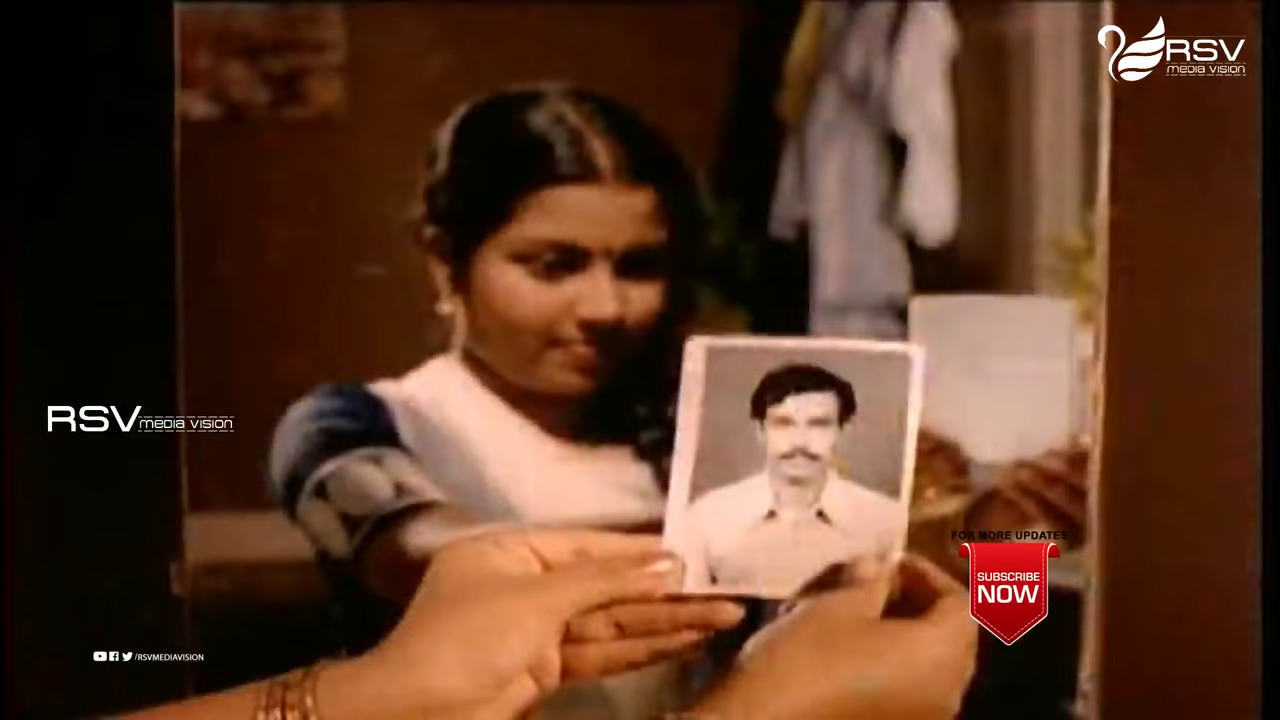 RSV
media vision
RSV media vision
FOR MORE UPDATES
SUBSCRIBE
NOW
/RSVMEDIAVISION